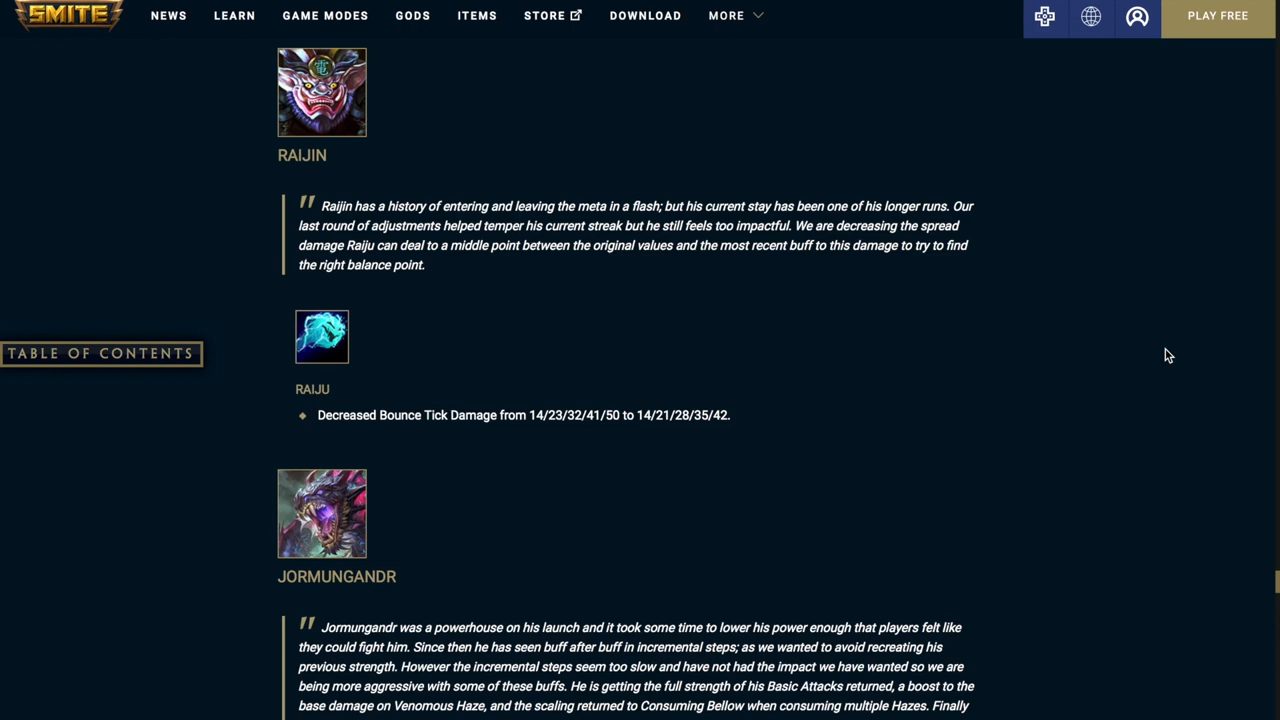 SMITE NEWS LEARN GAME MODES GODS ITEMS STORE DOWNLOAD MORE PLAY FREE
電
RAIJIN
" Raijin has a history of entering and leaving the meta in a flash; but his current stay has been one of his longer runs. Our
last round of adjustments helped temper his current streak but he still feels too impactful. We are decreasing the spread
damage Raiju can deal to a middle point between the original values and the most recent buff to this damage to try to find
the right balance point.
TABLE OF CONTENTS
RAIJU
◆ Decreased Bounce Tick Damage from 14/23/32/41/50 to 14/21/28/35/42.
JORMUNGANDR
" Jormungandr was a powerhouse on his launch and it took some time to lower his power enough that players felt like
they could fight him. Since then he has seen buff after buff in incremental steps; as we wanted to avoid recreating his
previous strength. However the incremental steps seem too slow and have not had the impact we have wanted so we are
being more aggressive with some of these buffs. He is getting the full strength of his Basic Attacks returned, a boost to the
base damage on Venomous Haze, and the scaling returned to Consuming Bellow when consuming multiple Hazes. Finally